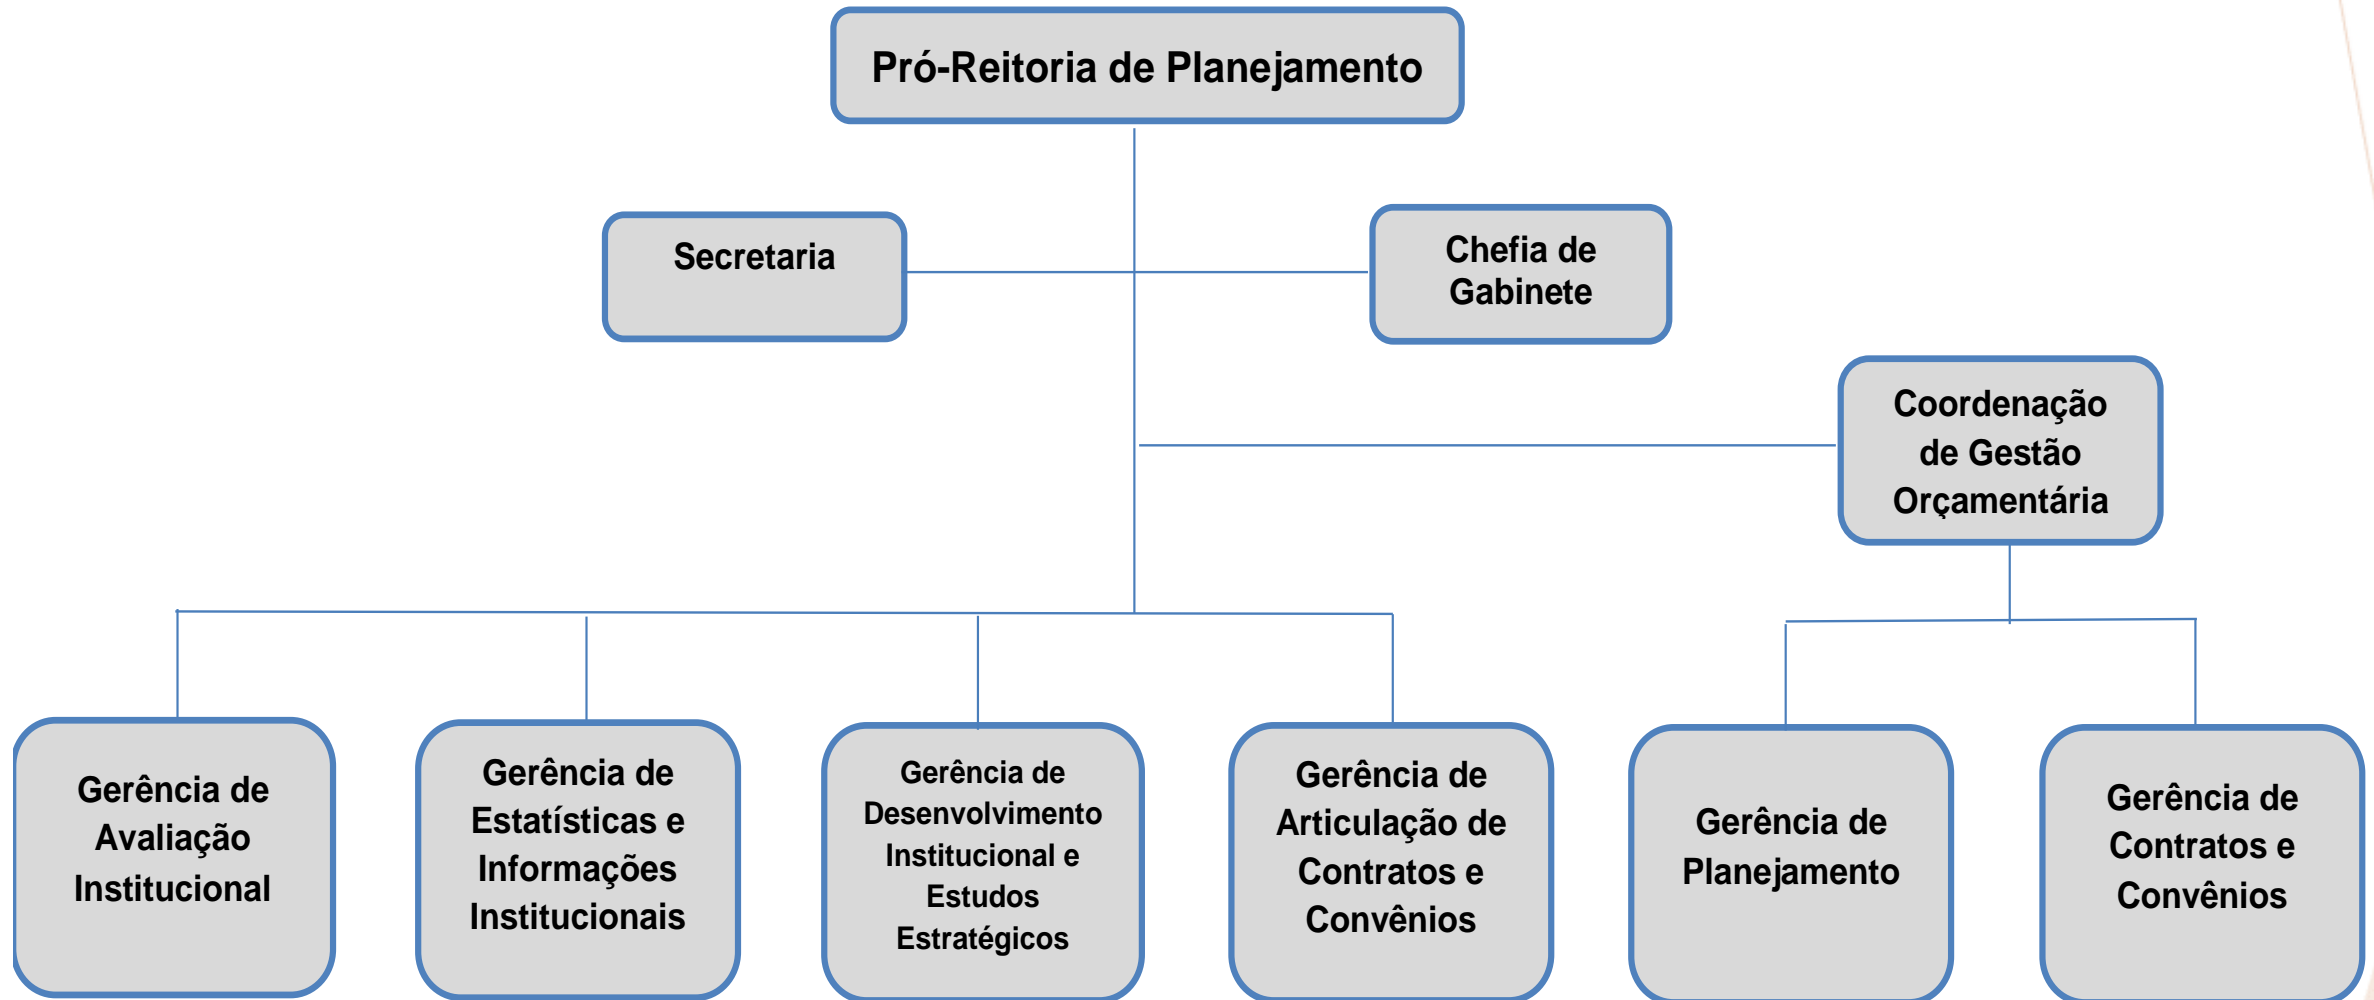 Pró-Reitoria de Planejamento
Secretaria
Chefia de
Gabinete
Coordenação
de Gestão
Orçamentária
Gerência de
Avaliação
Institucional
Gerência de
Estatísticas e
Informações
Institucionais
Gerência de
Desenvolvimento
Institucional e
Estudos
Estratégicos
Gerência de
Articulação de
Contratos e
Convênios
Gerência de
Planejamento
Gerência de
Contratos e
Convênios